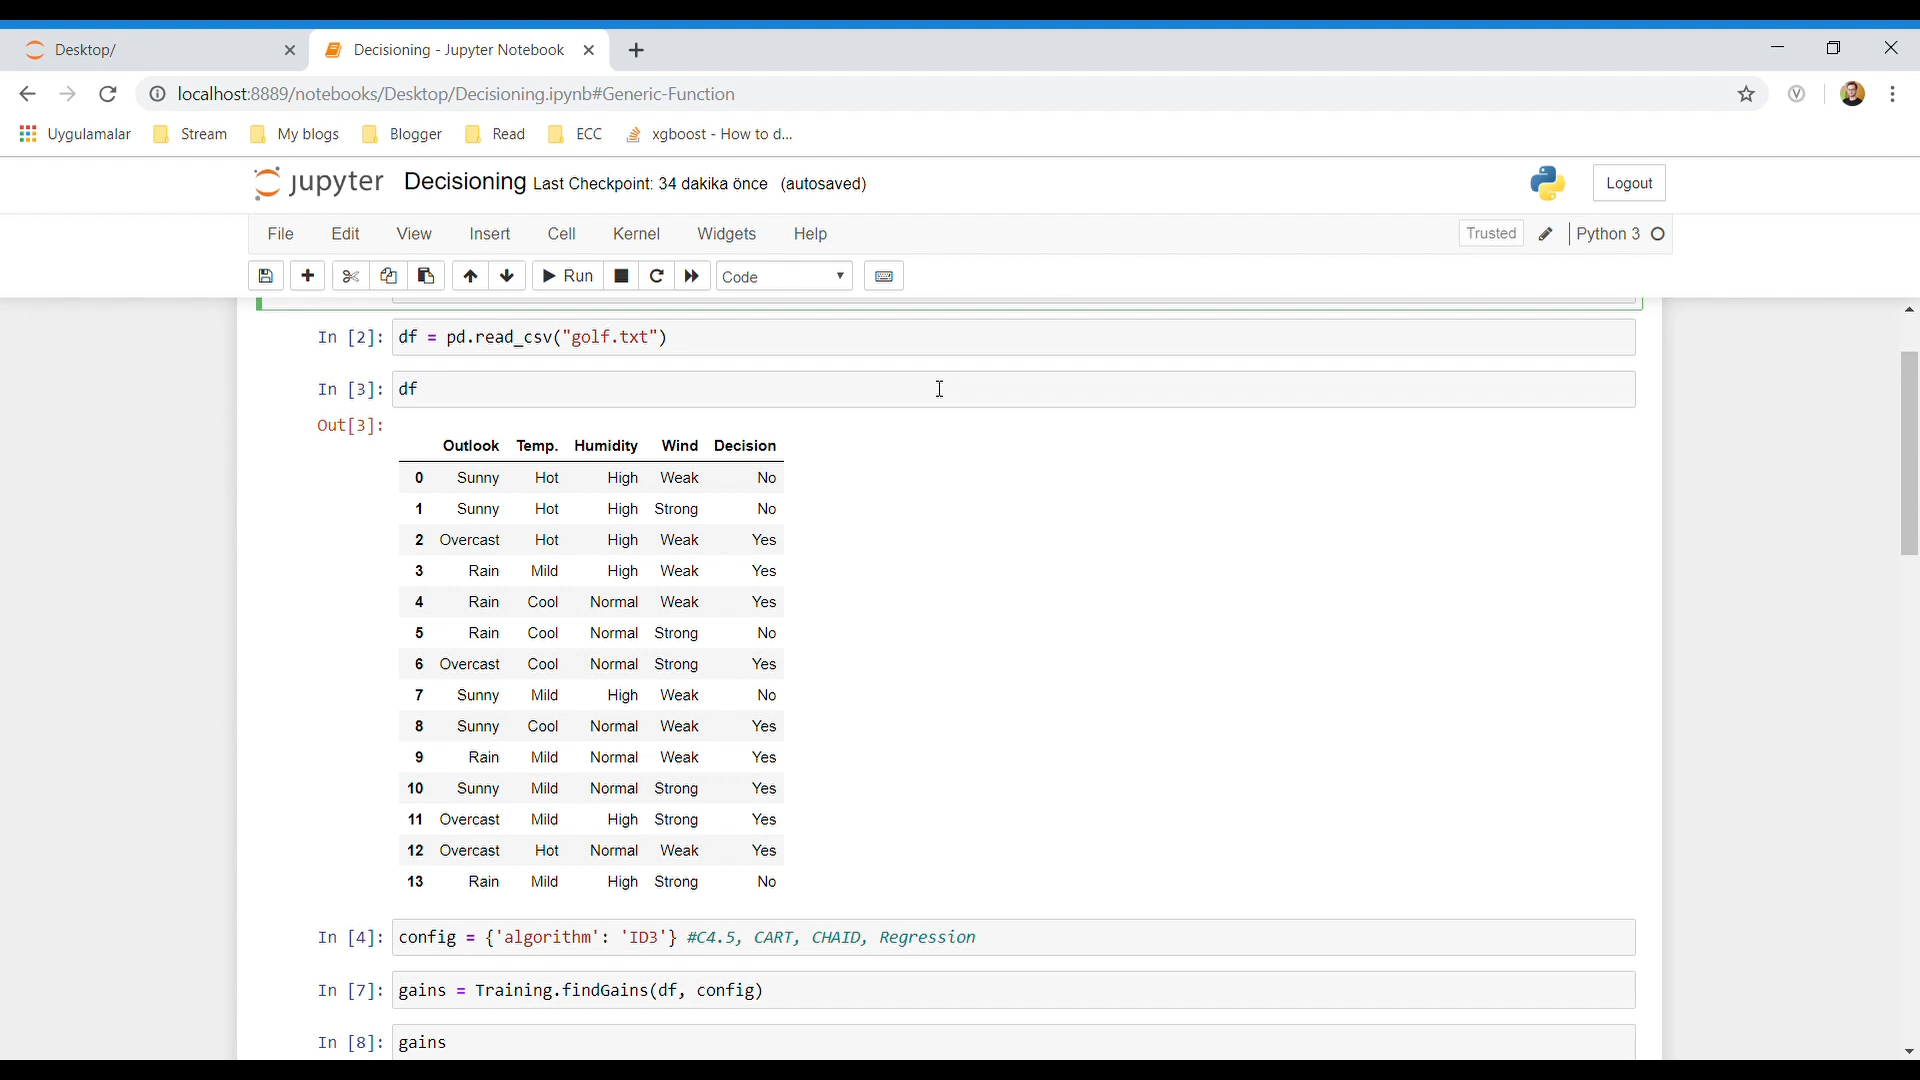 Desktop/
Decisioning - Jupyter Notebook
localhost:8889/notebooks/Desktop/Decisioning.ipynb#Generic-Function
Uygulamalar Stream My blogs Blogger Read ECC xgboost - How to d...
jupyter Decisioning Last Checkpoint: 34 dakika önce (autosaved)
Logout
File Edit View Insert Cell Kernel Widgets Help
Trusted Python 3
Run Code
In [2]: df = pd.read_csv("golf.txt")
In [3]: df
Out[3]:
Outlook Temp. Humidity Wind Decision
0 Sunny Hot High Weak No
1 Sunny Hot High Strong No
2 Overcast Hot High Weak Yes
3 Rain Mild High Weak Yes
4 Rain Cool Normal Weak Yes
5 Rain Cool Normal Strong No
6 Overcast Cool Normal Strong Yes
7 Sunny Mild High Weak No
8 Sunny Cool Normal Weak Yes
9 Rain Mild Normal Weak Yes
10 Sunny Mild Normal Strong Yes
11 Overcast Mild High Strong Yes
12 Overcast Hot Normal Weak Yes
13 Rain Mild High Strong No
In [4]: config = {'algorithm': 'ID3'} #C4.5, CART, CHAID, Regression
In [7]: gains = Training.findGains(df, config)
In [8]: gains